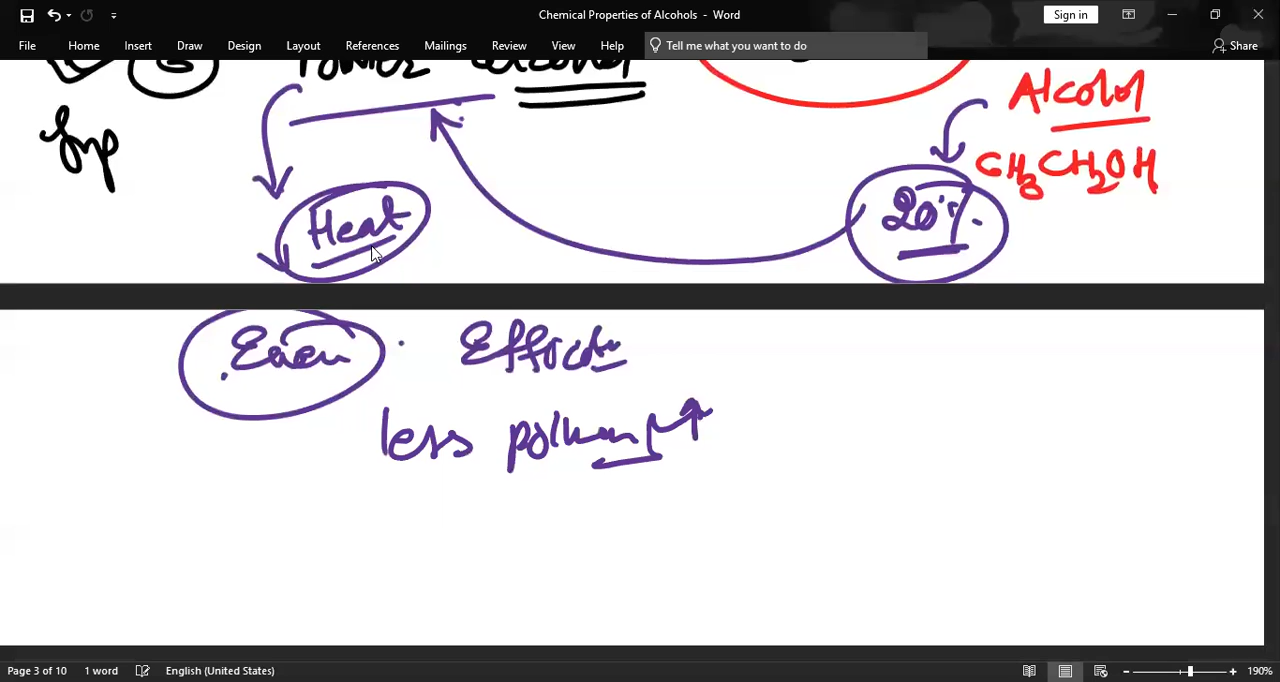 Chemical Properties of Alcohols - Word
Sign in
File Home Insert Draw Design Layout References Mailings Review View Help Tell me what you want to do Share
alcohol
Alcohol
Imp
CH3CH2OH
Heat
20%.
less
Page 3 of 10 1 word English (United States) 190%